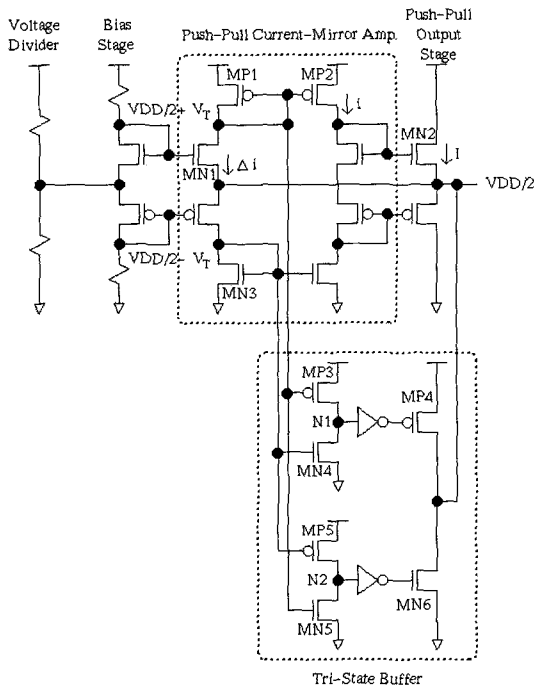 Voltage
Divider
Bias
Stage
Push-Pull Current-Mirror Amp.
Push-Pull
Output
Stage
MP1
MP2
VDD/2+ VT
i
MN2
MN1
Δi
I
VDD/2
VDD/2- VT
MN3
MP3
MP4
N1
MN4
MP5
N2
MN6
MN5
Tri-State Buffer